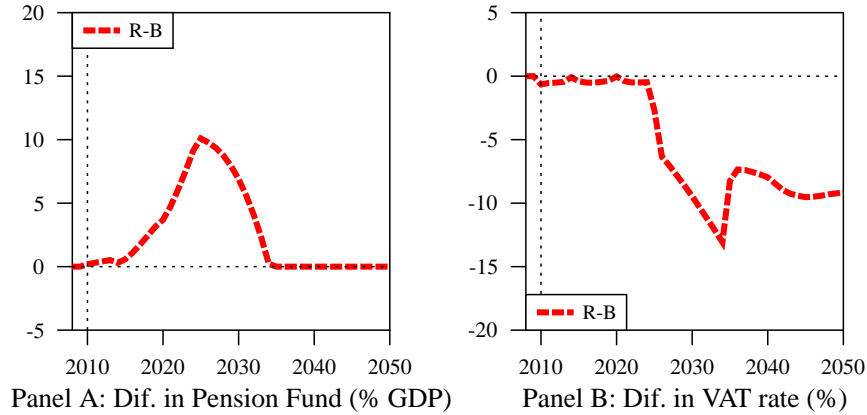 20
15
10
5
0
-5
R-B
2010 2020 2030 2040 2050
Panel A: Dif. in Pension Fund (% GDP)
5
0
-5
-10
-15
-20
R-B
2010 2020 2030 2040 2050
Panel B: Dif. in VAT rate (%)